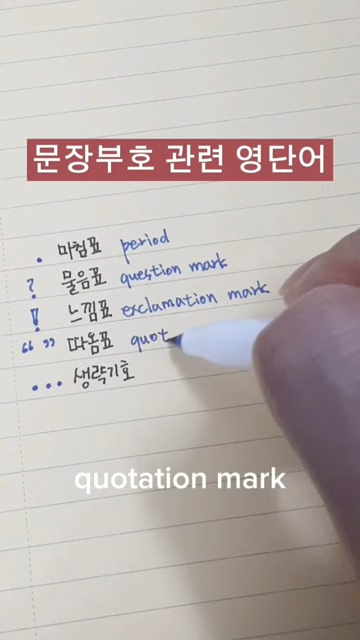 문장부호 관련 영단어
. 마침표 period
? 물음표 question mark
! 느낌표 exclamation mark
“ ” 따옴표 quot
... 생략기호
quotation mark